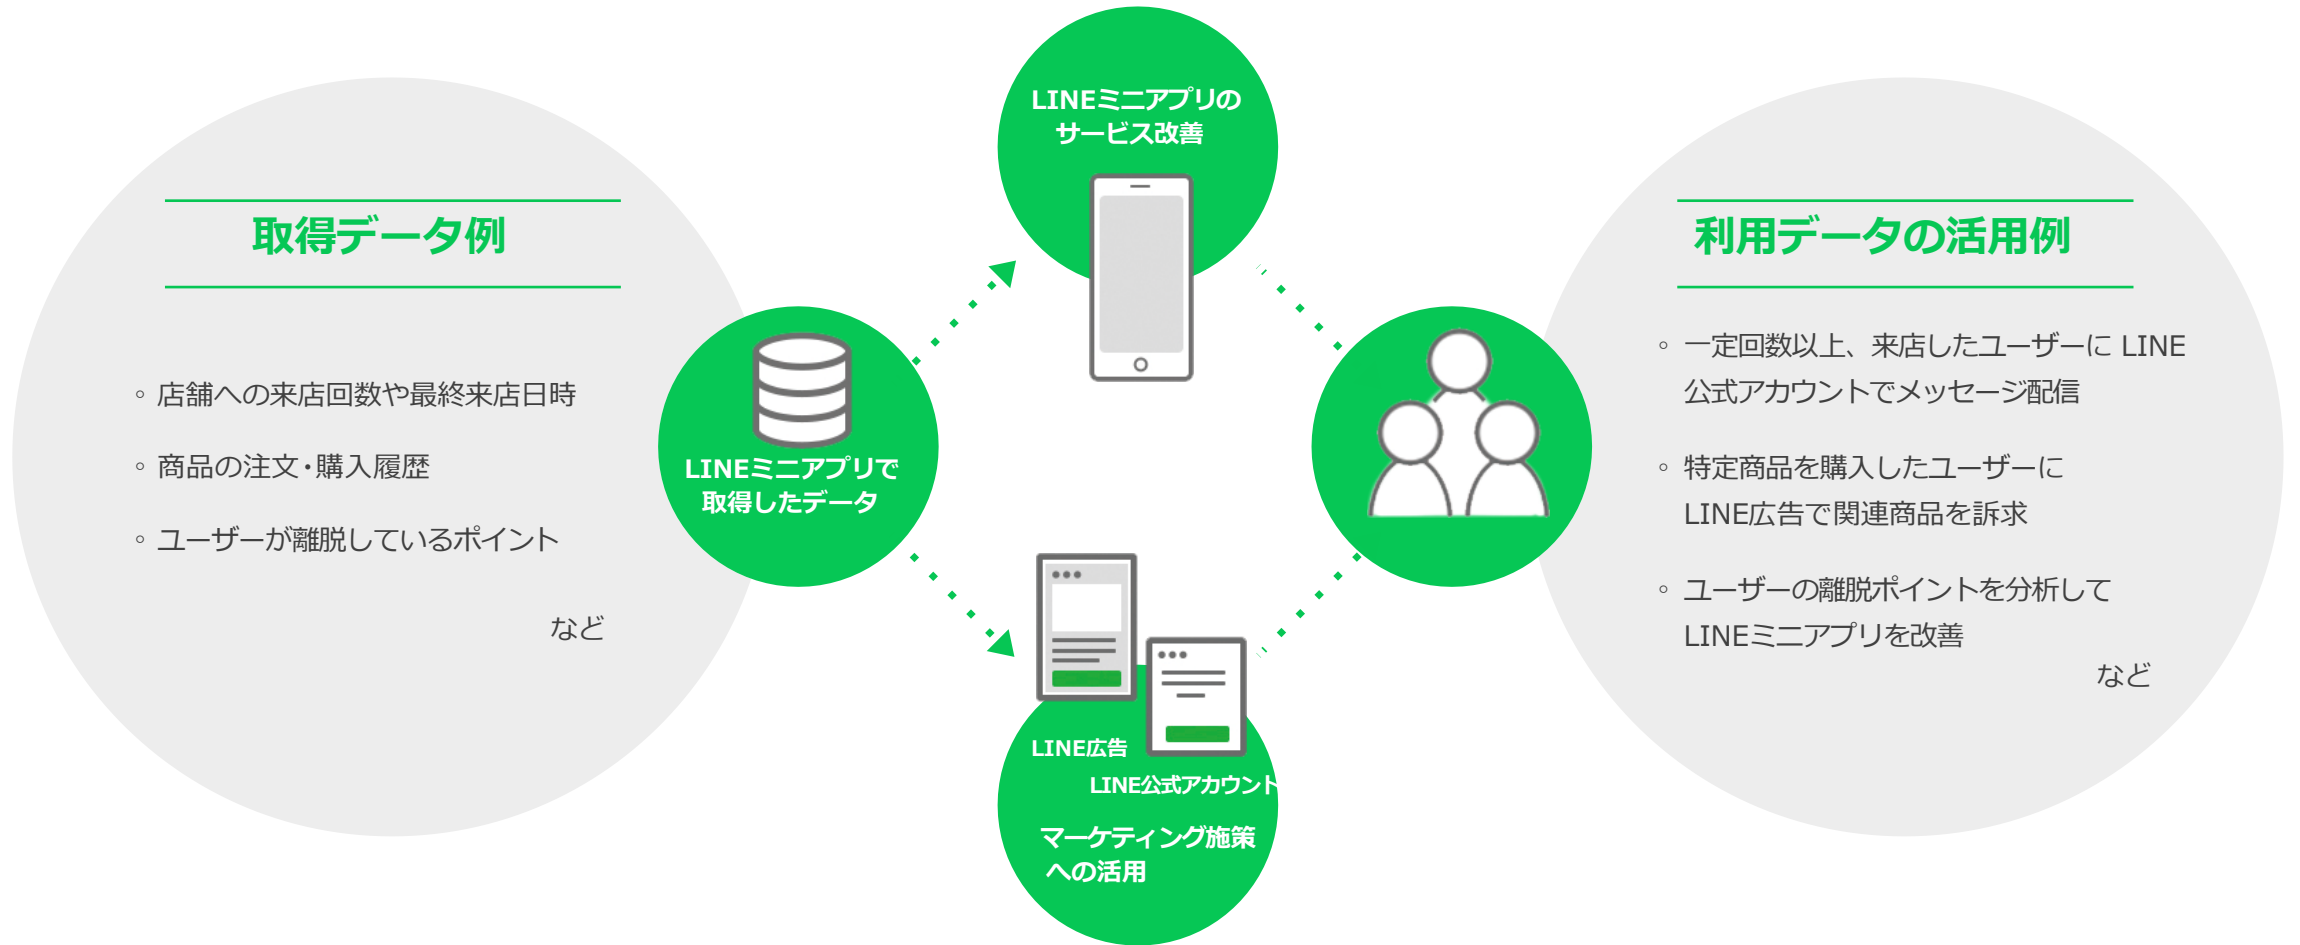 取得データ例
◦ 店舗への来店回数や最終来店日時
◦ 商品の注文・購入履歴
◦ ユーザーが離脱しているポイント
など
LINEミニアプリで
取得したデータ
LINEミニアプリの
サービス改善
LINE広告
LINE公式アカウント
マーケティング施策
への活用
利用データの活用例
◦ 一定回数以上、来店したユーザーに LINE
公式アカウントでメッセージ配信
◦ 特定商品を購入したユーザーに
LINE広告で関連商品を訴求
◦ ユーザーの離脱ポイントを分析して
LINEミニアプリを改善
など